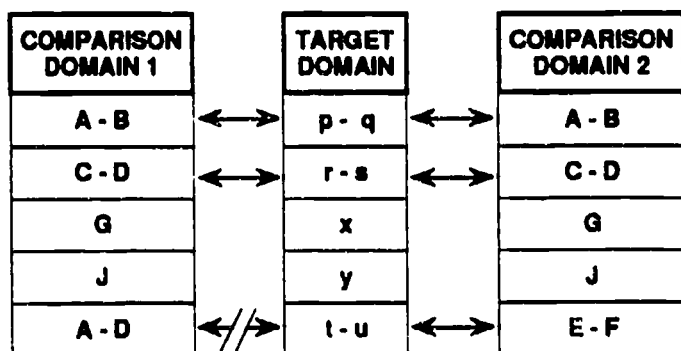 COMPARISON DOMAIN 1 TARGET DOMAIN COMPARISON DOMAIN 2
A - B p - q A - B
C - D r - s C - D
G x G
J y J
A - D t - u E - F